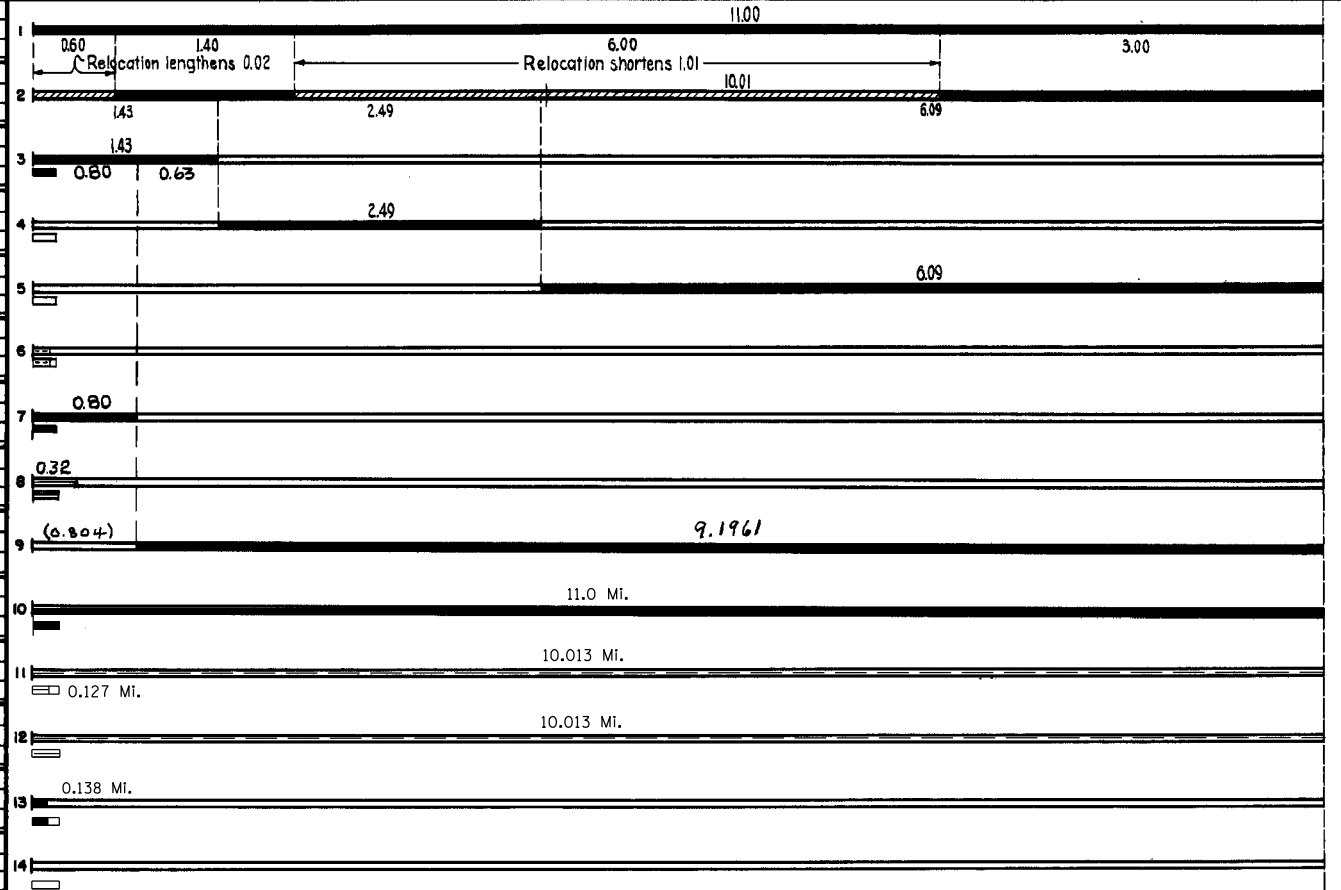 11.00
1
0.60 1.40 6.00 3.00
Relocation lengthens 0.02 Relocation shortens 1.01
10.01
2
1.43 2.49 6.09
1.43
3
0.80 0.63
2.49
4
6.09
5
6
0.80
7
0.32
8
(0.804) 9.1961
9
11.0 Mi.
10
10.013 Mi.
11
0.127 Mi.
10.013 Mi.
12
0.138 Mi.
13
14